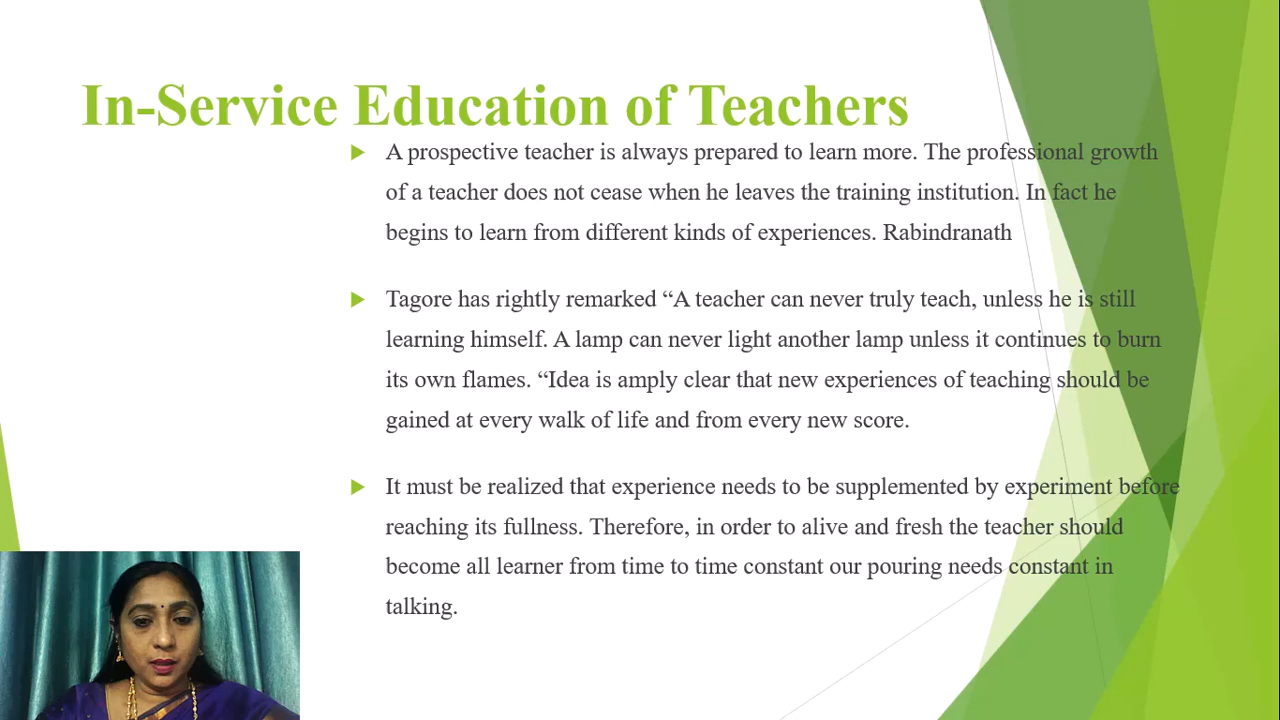 In-Service Education of Teachers
A prospective teacher is always prepared to learn more. The professional growth
of a teacher does not cease when he leaves the training institution. In fact he
begins to learn from different kinds of experiences. Rabindranath
Tagore has rightly remarked “A teacher can never truly teach, unless he is still
learning himself. A lamp can never light another lamp unless it continues to burn
its own flames. “Idea is amply clear that new experiences of teaching should be
gained at every walk of life and from every new score.
It must be realized that experience needs to be supplemented by experiment before
reaching its fullness. Therefore, in order to alive and fresh the teacher should
become all learner from time to time constant our pouring needs constant in
talking.